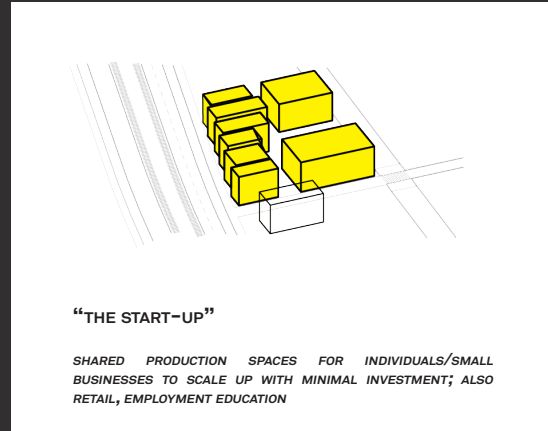 “THE START-UP”
SHARED PRODUCTION SPACES FOR INDIVIDUALS/SMALL
BUSINESSES TO SCALE UP WITH MINIMAL INVESTMENT; ALSO
RETAIL, EMPLOYMENT EDUCATION